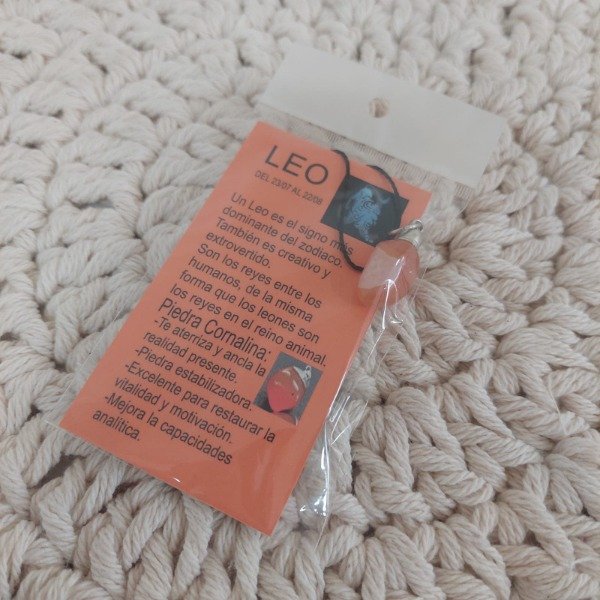 LEO
DEL 23/07 AL 22/08
Un Leo es el signo más
dominante del zodiaco.
También es creativo y
extrovertido.
Son los reyes entre los
humanos, de la misma
forma que los leones son
los reyes en el reino animal.
Piedra Cornalina:
-Te aterriza y ancla la
realidad presente.
-Piedra estabilizadora.
-Excelente para restaurar la
vitalidad y motivación.
-Mejora la capacidades
analítica.